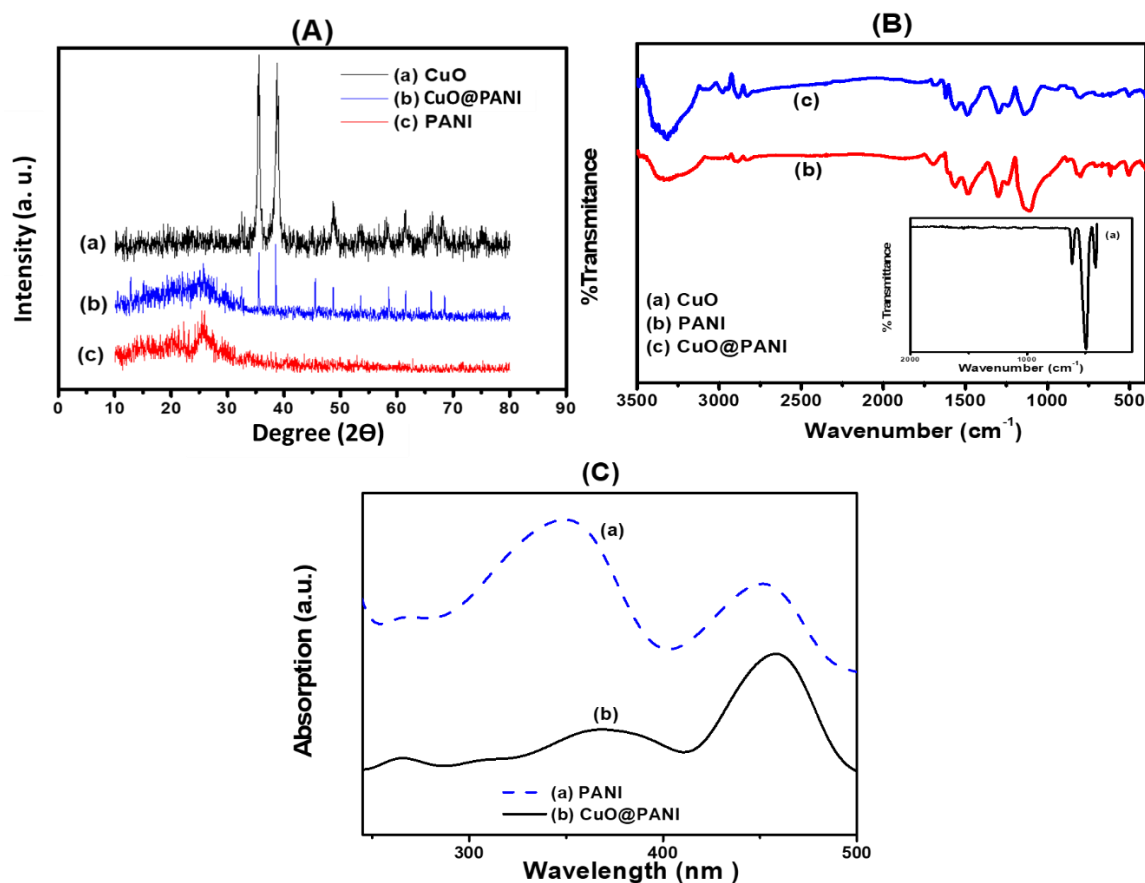 (A)
Intensity (a. u.)
(a) CuO
(b) CuO@PANI
(c) PANI
(a)
(b)
(c)
0 10 20 30 40 50 60 70 80 90
Degree (2Θ)
(B)
%Transmitance
(c)
(b)
(a) CuO
(b) PANI
(c) CuO@PANI
% Transmittance
(a)
2000 1000
Wavenumber (cm-1)
3500 3000 2500 2000 1500 1000 500
Wavenumber (cm-1)
(C)
Absorption (a.u.)
(a)
(b)
(a) PANI
(b) CuO@PANI
300 400 500
Wavelength (nm )